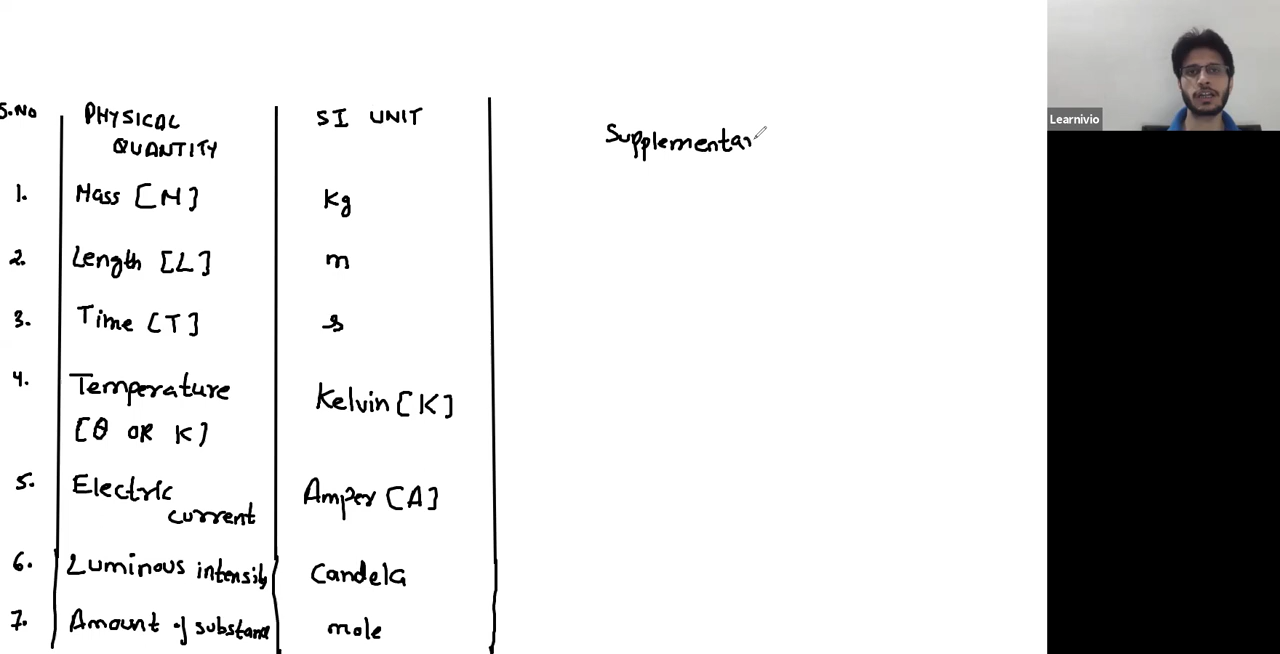 S.No PHYSICAL QUANTITY SI UNIT
1. Mass [M] Kg
2. Length [L] m
3. Time [T] s
4. Temperature [θ OR K] Kelvin [K]
5. Electric current Amper [A]
6. Luminous intensity Candela
7. Amount of substance mole
Supplementar
Learnivio